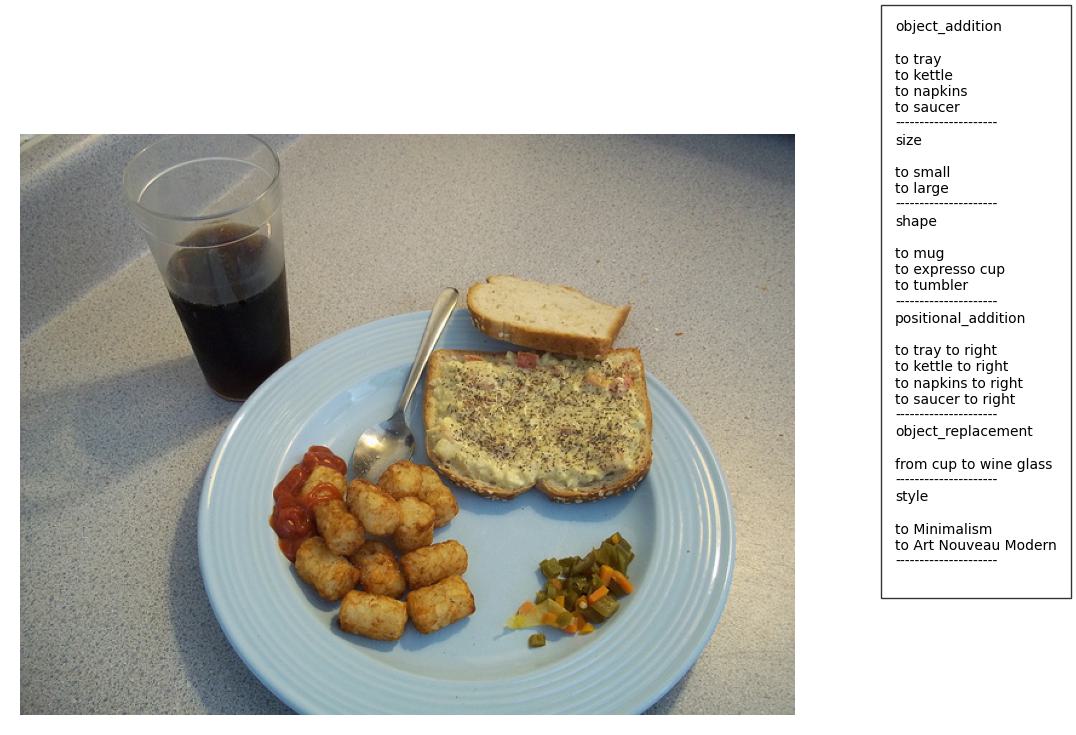 object_addition
to tray
to kettle
to napkins
to saucer
---------------------
size
to small
to large
---------------------
shape
to mug
to expresso cup
to tumbler
---------------------
positional_addition
to tray to right
to kettle to right
to napkins to right
to saucer to right
---------------------
object_replacement
from cup to wine glass
---------------------
style
to Minimalism
to Art Nouveau Modern
---------------------